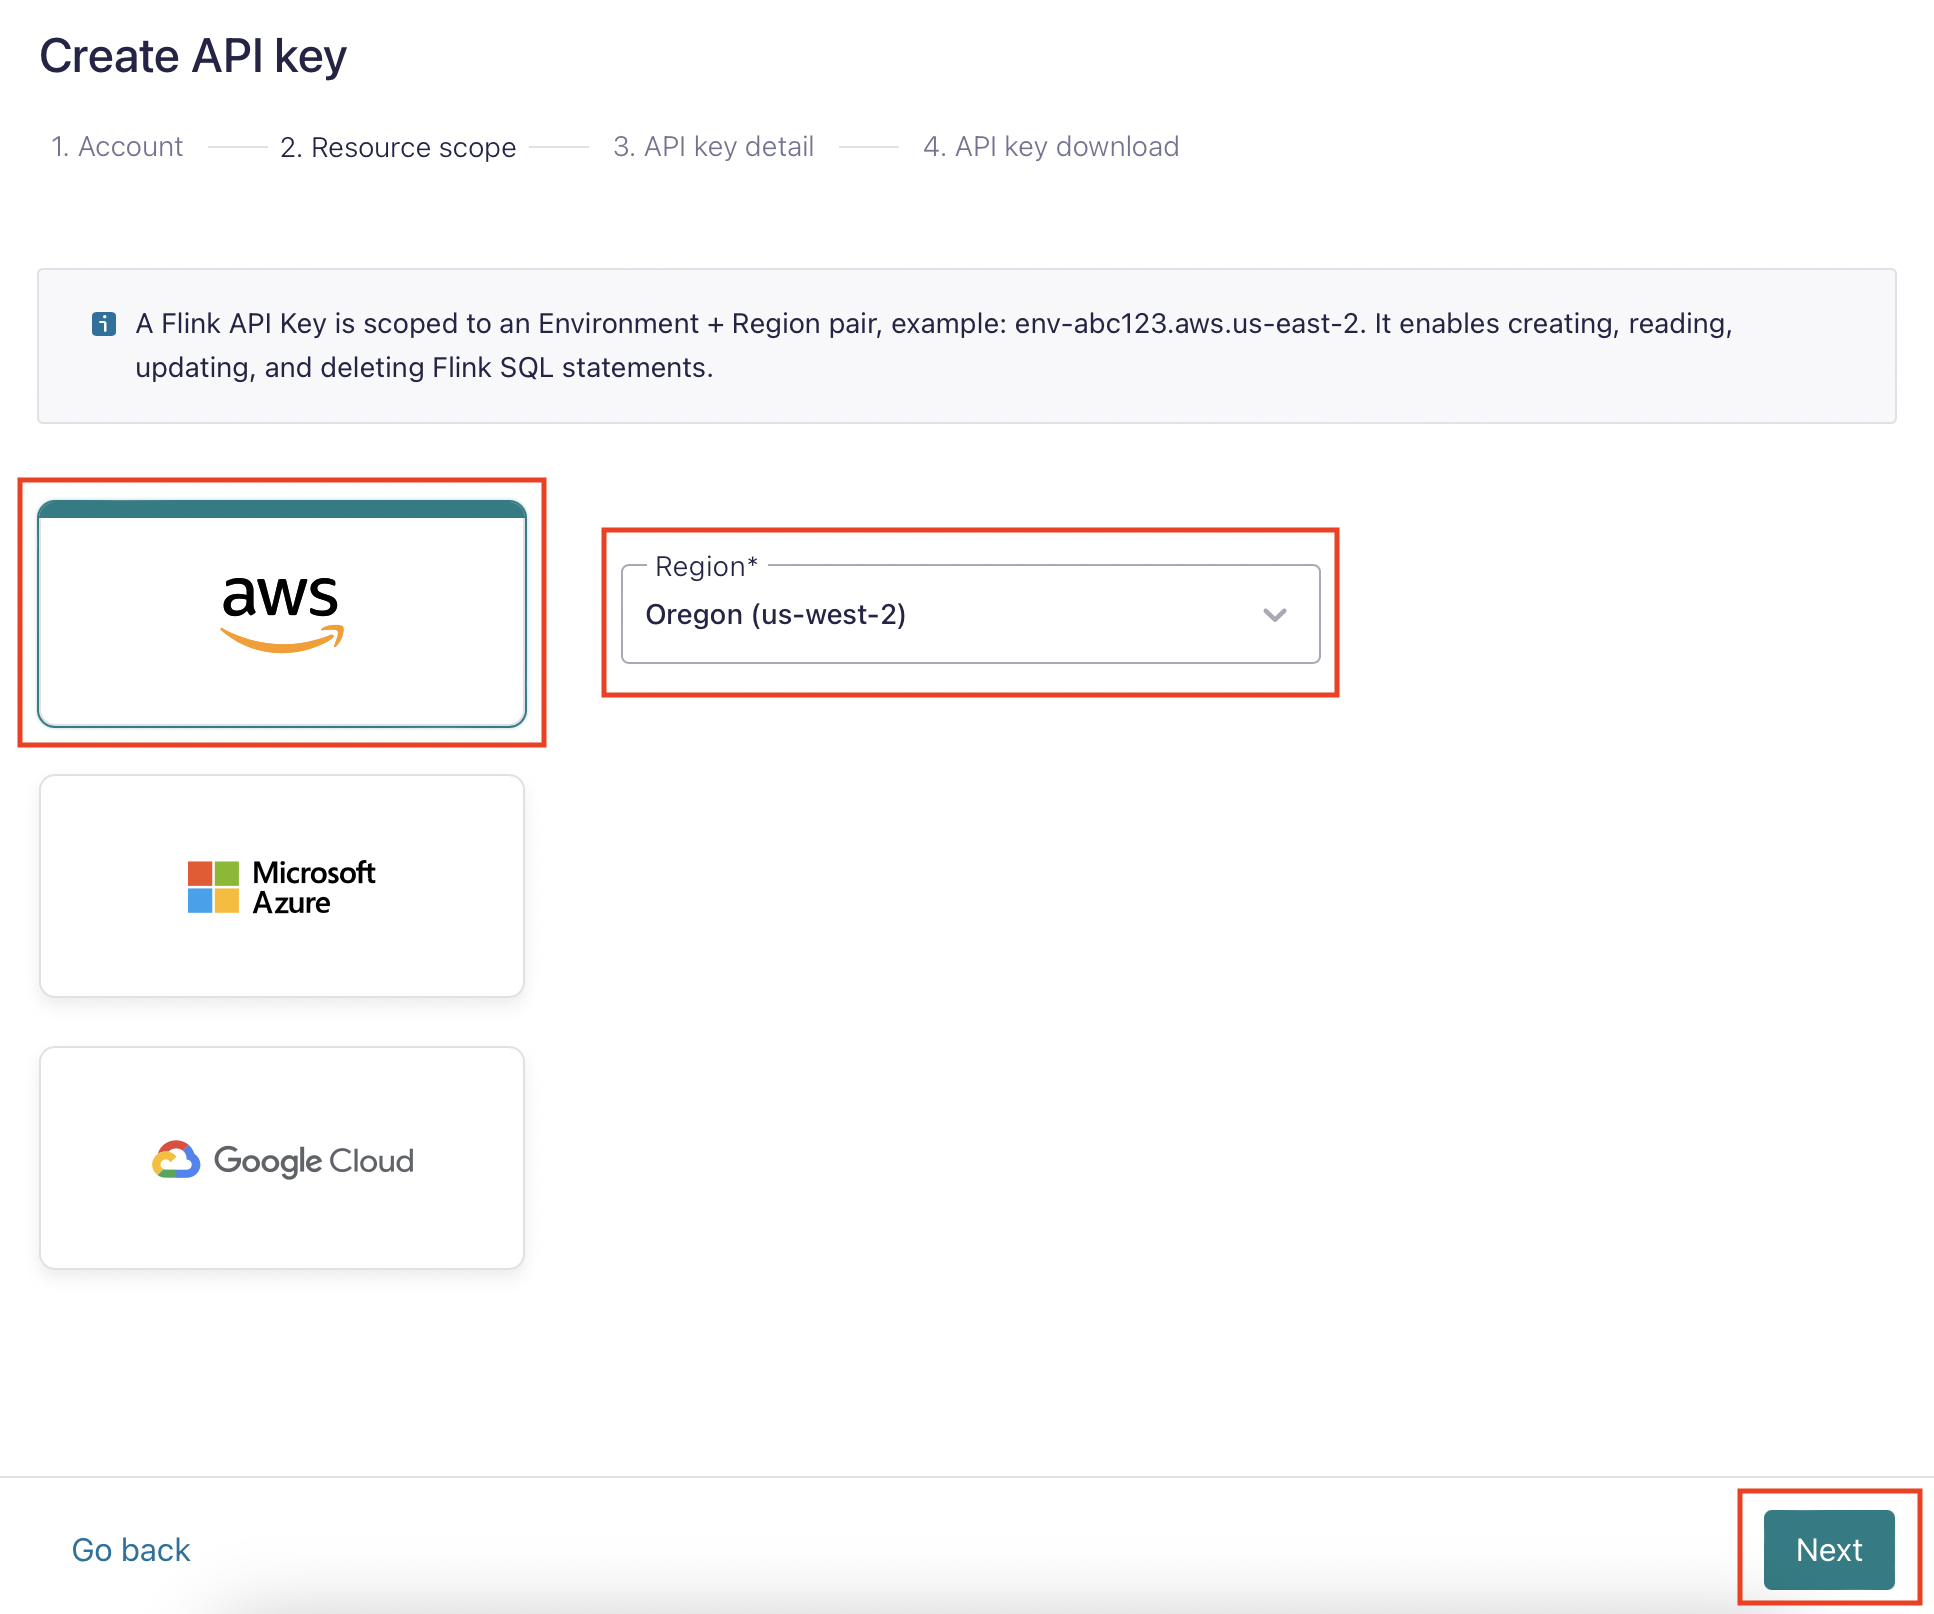 Create API key
1. Account
2. Resource scope
3. API key detail
4. API key download
A Flink API Key is scoped to an Environment + Region pair, example: env-abc123.aws.us-east-2. It enables creating, reading,
updating, and deleting Flink SQL statements.
aws
Region*
Oregon (us-west-2)
Microsoft
Azure
Google Cloud
Go back
Next